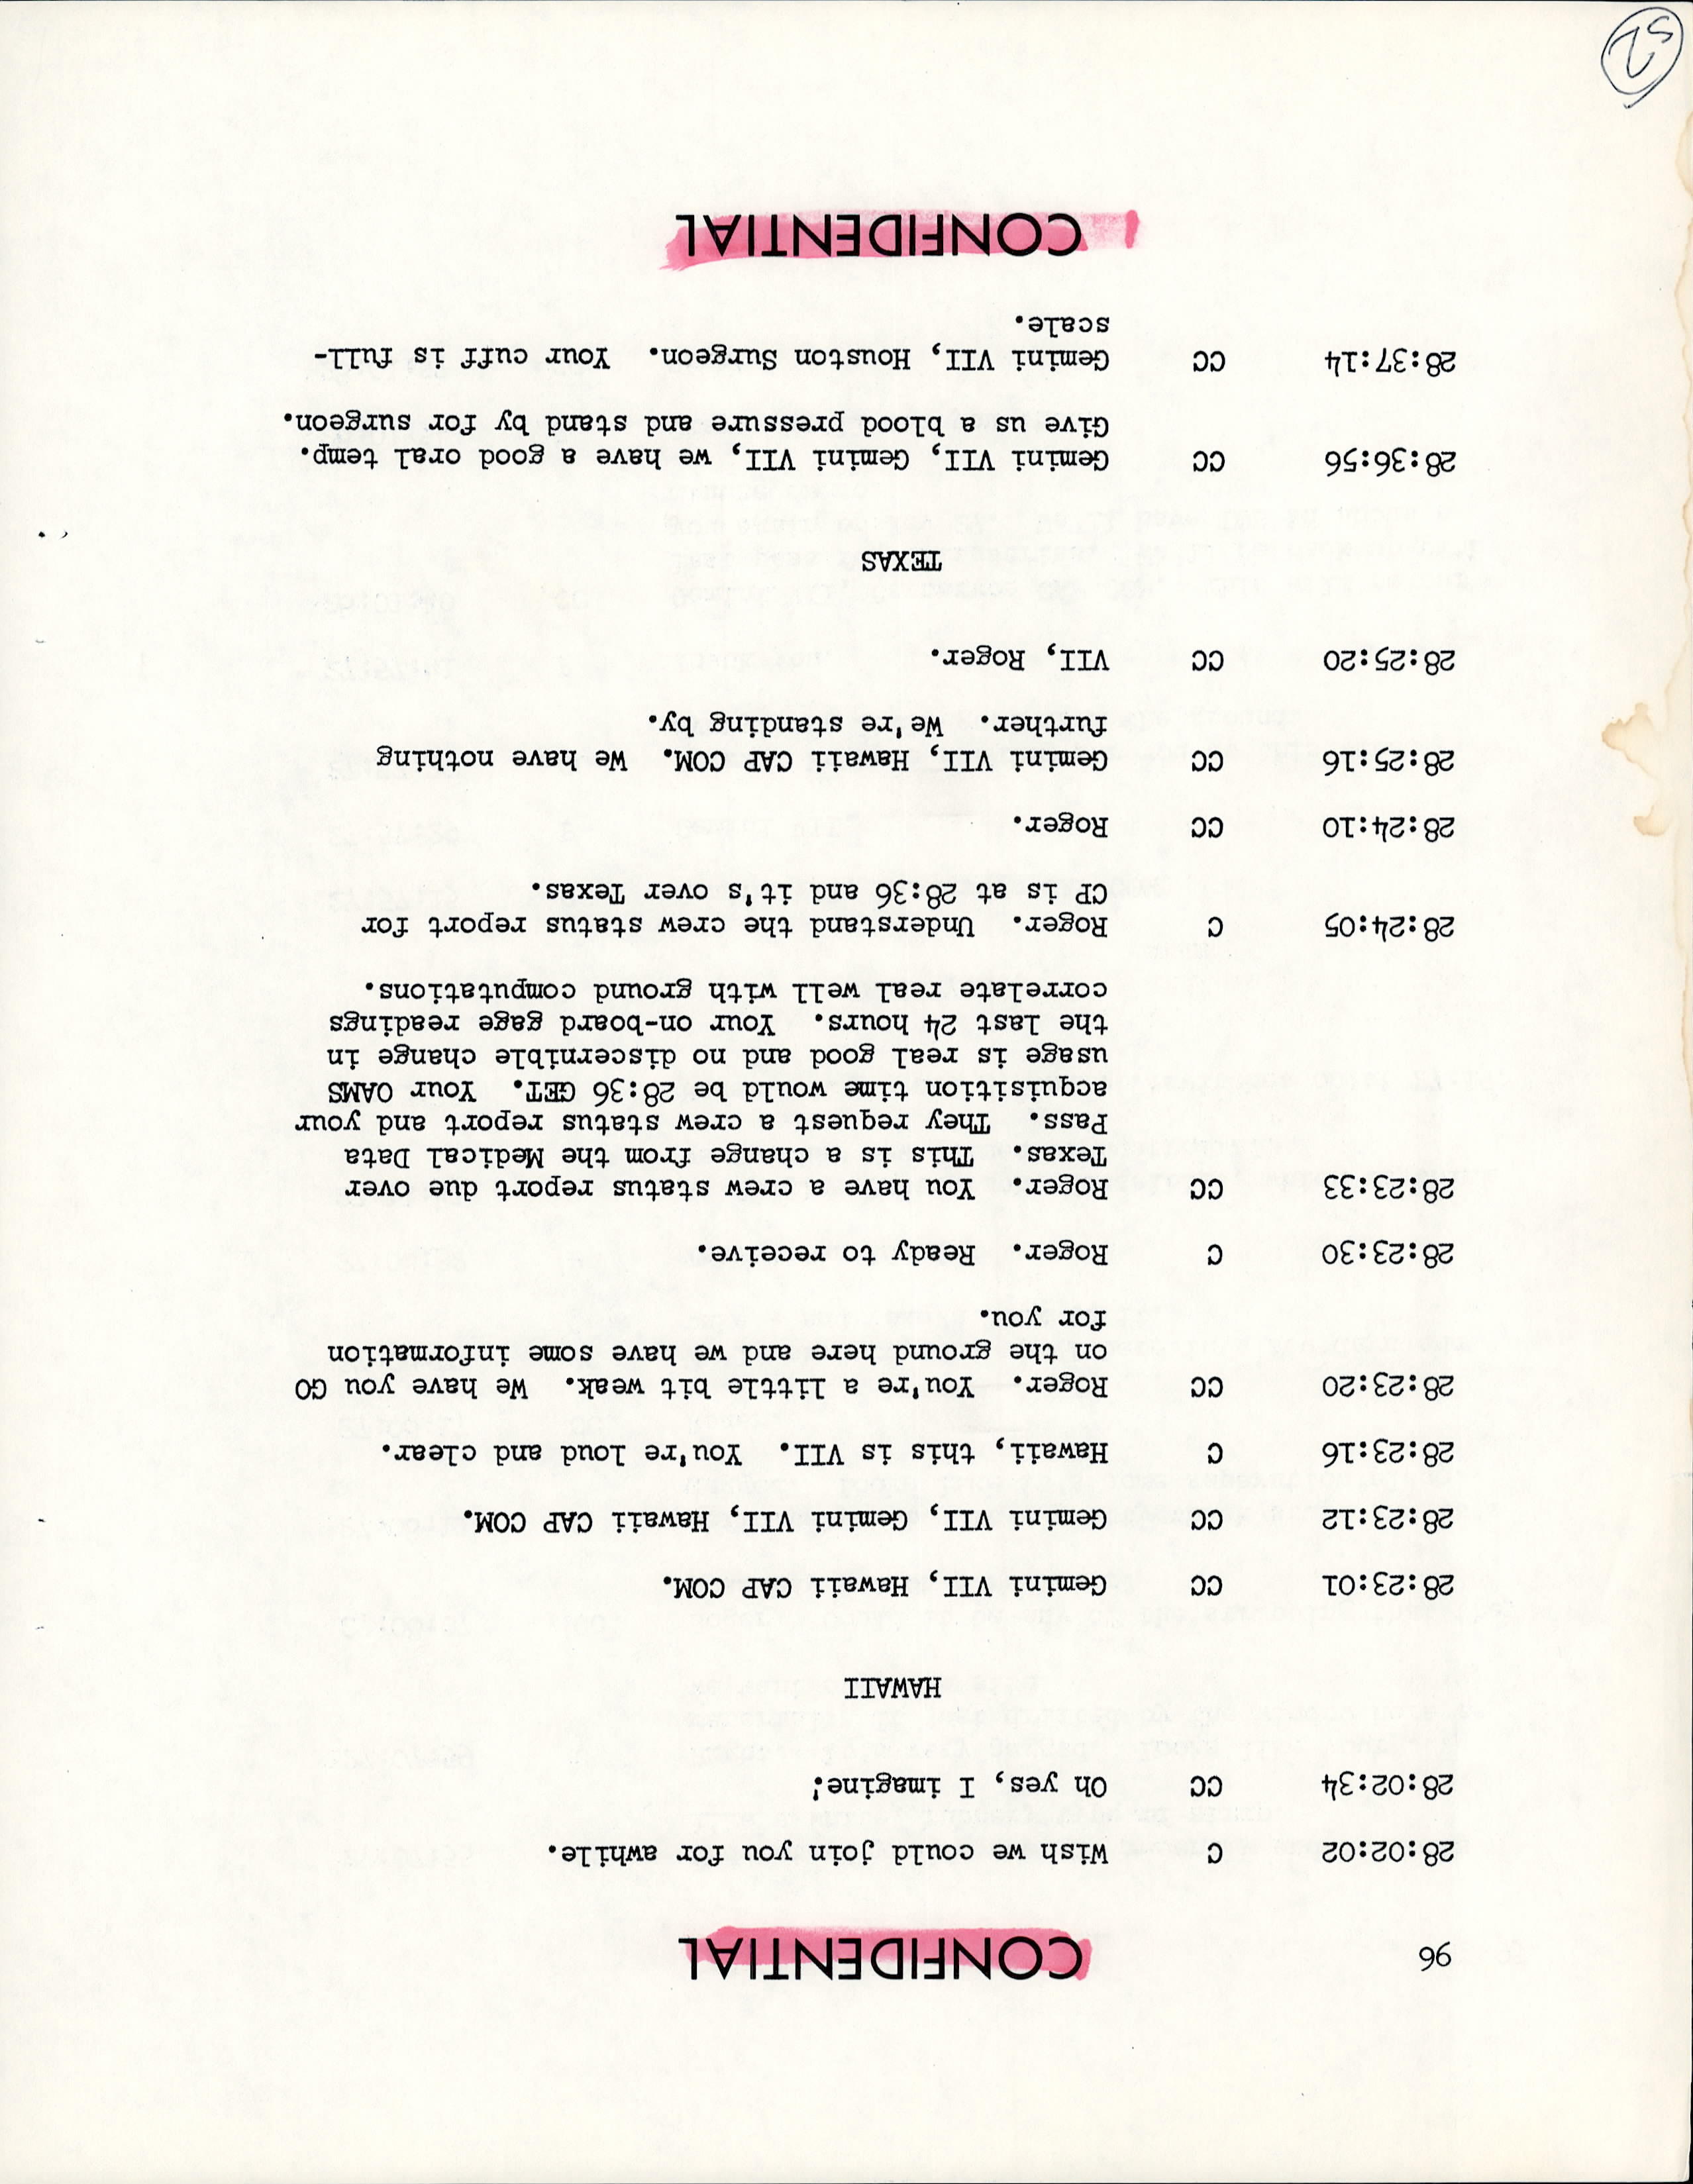 96
CONFIDENTIAL
28:02:02 C Wish we could join you for awhile.
28:02:34 CC Oh yes, I imagine!
HAWAII
28:23:01 CC Gemini VII, Hawaii CAP COM.
28:23:12 CC Gemini VII, Gemini VII, Hawaii CAP COM.
28:23:16 C Hawaii, this is VII. You're loud and clear.
28:23:20 CC Roger. You're a little bit weak. We have you GO
on the ground here and we have some information
for you.
28:23:30 C Roger. Ready to receive.
28:23:33 CC Roger. You have a crew status report due over
Texas. This is a change from the Medical Data
Pass. They request a crew status report and your
acquisition time would be 28:36 GET. Your OAMS
usage is real good and no discernible change in
the last 24 hours. Your on-board gage readings
correlate real well with ground computations.
28:24:05 C Roger. Understand the crew status report for
CP is at 28:36 and it's over Texas.
28:24:10 CC Roger.
28:25:16 CC Gemini VII, Hawaii CAP COM. We have nothing
further. We're standing by.
28:25:20 CC VII, Roger.
TEXAS
28:36:56 CC Gemini VII, Gemini VII, we have a good oral temp.
Give us a blood pressure and stand by for surgeon.
28:37:14 CC Gemini VII, Houston Surgeon. Your cuff is full-
scale.
CONFIDENTIAL